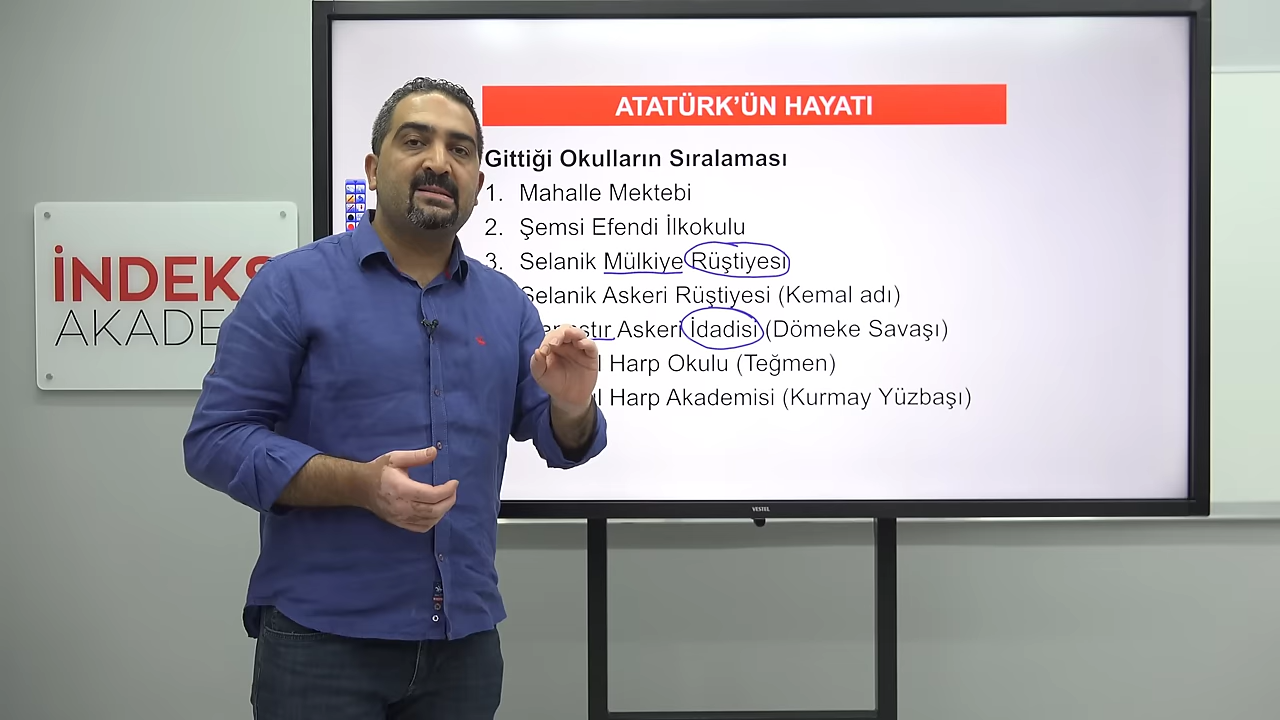 ATATÜRK’ÜN HAYATI
Gittiği Okulların Sıralaması
1. Mahalle Mektebi
2. Şemsi Efendi İlkokulu
3. Selanik Mülkiye Rüştiyesi
Selanik Askeri Rüştiyesi (Kemal adı)
Askeri İdadisi (Dömeke Savaşı)
Harp Okulu (Teğmen)
Harp Akademisi (Kurmay Yüzbaşı)
İNDEKS
AKADE
VESTEL